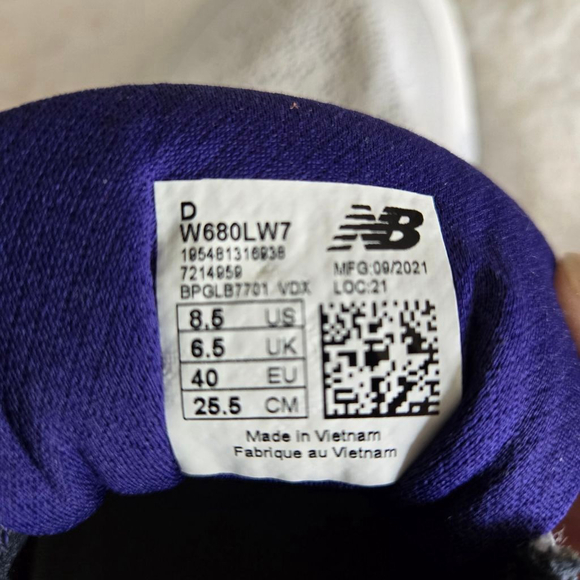 D
W680LW7
195481316938
7214959
BPGLB7701 VDX
NB
MFG:09/2021
LOC:21
8.5 US
6.5 UK
40 EU
25.5 CM
Made in Vietnam
Fabrique au Vietnam